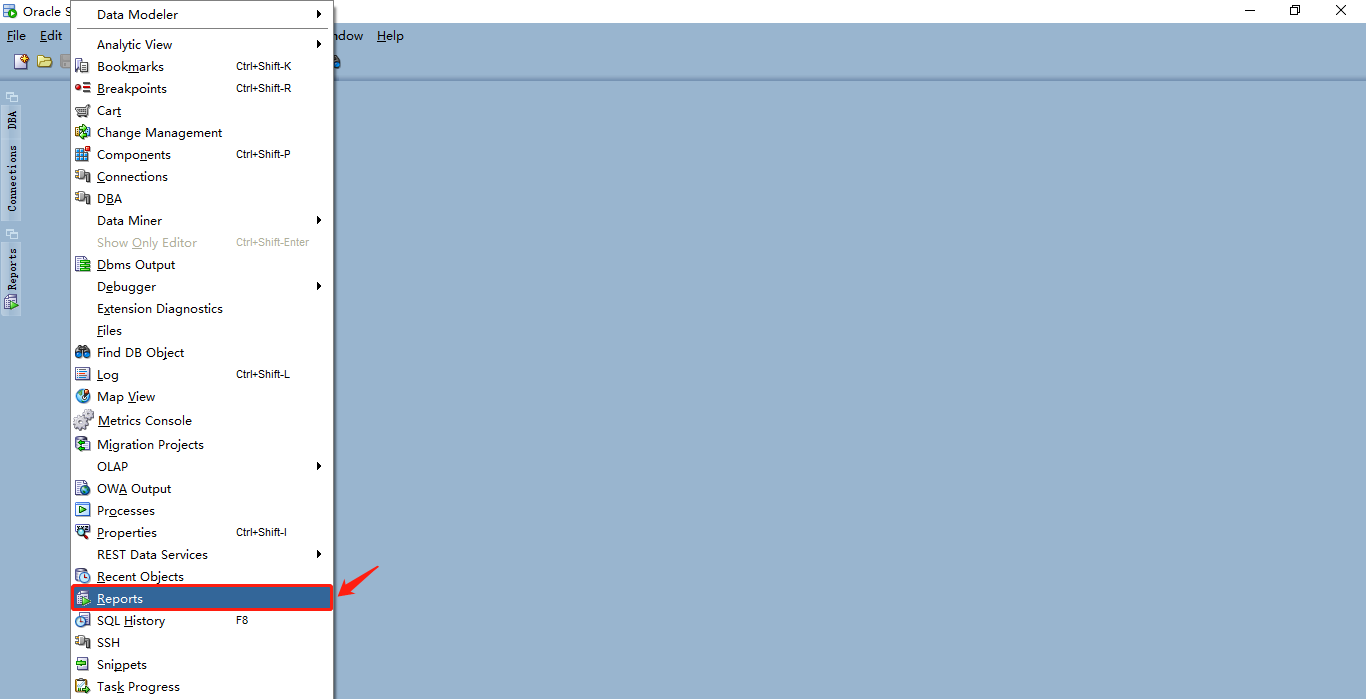 Oracle S
File Edit
ndow Help
DBA
Connections
Reports
Data Modeler
Analytic View
Bookmarks Ctrl+Shift-K
Breakpoints Ctrl+Shift-R
Cart
Change Management
Components Ctrl+Shift-P
Connections
DBA
Data Miner
Show Only Editor Ctrl+Shift-Enter
Dbms Output
Debugger
Extension Diagnostics
Files
Find DB Object
Log Ctrl+Shift-L
Map View
Metrics Console
Migration Projects
OLAP
OWA Output
Processes
Properties Ctrl+Shift-I
REST Data Services
Recent Objects
Reports
SQL History F8
SSH
Snippets
Task Progress